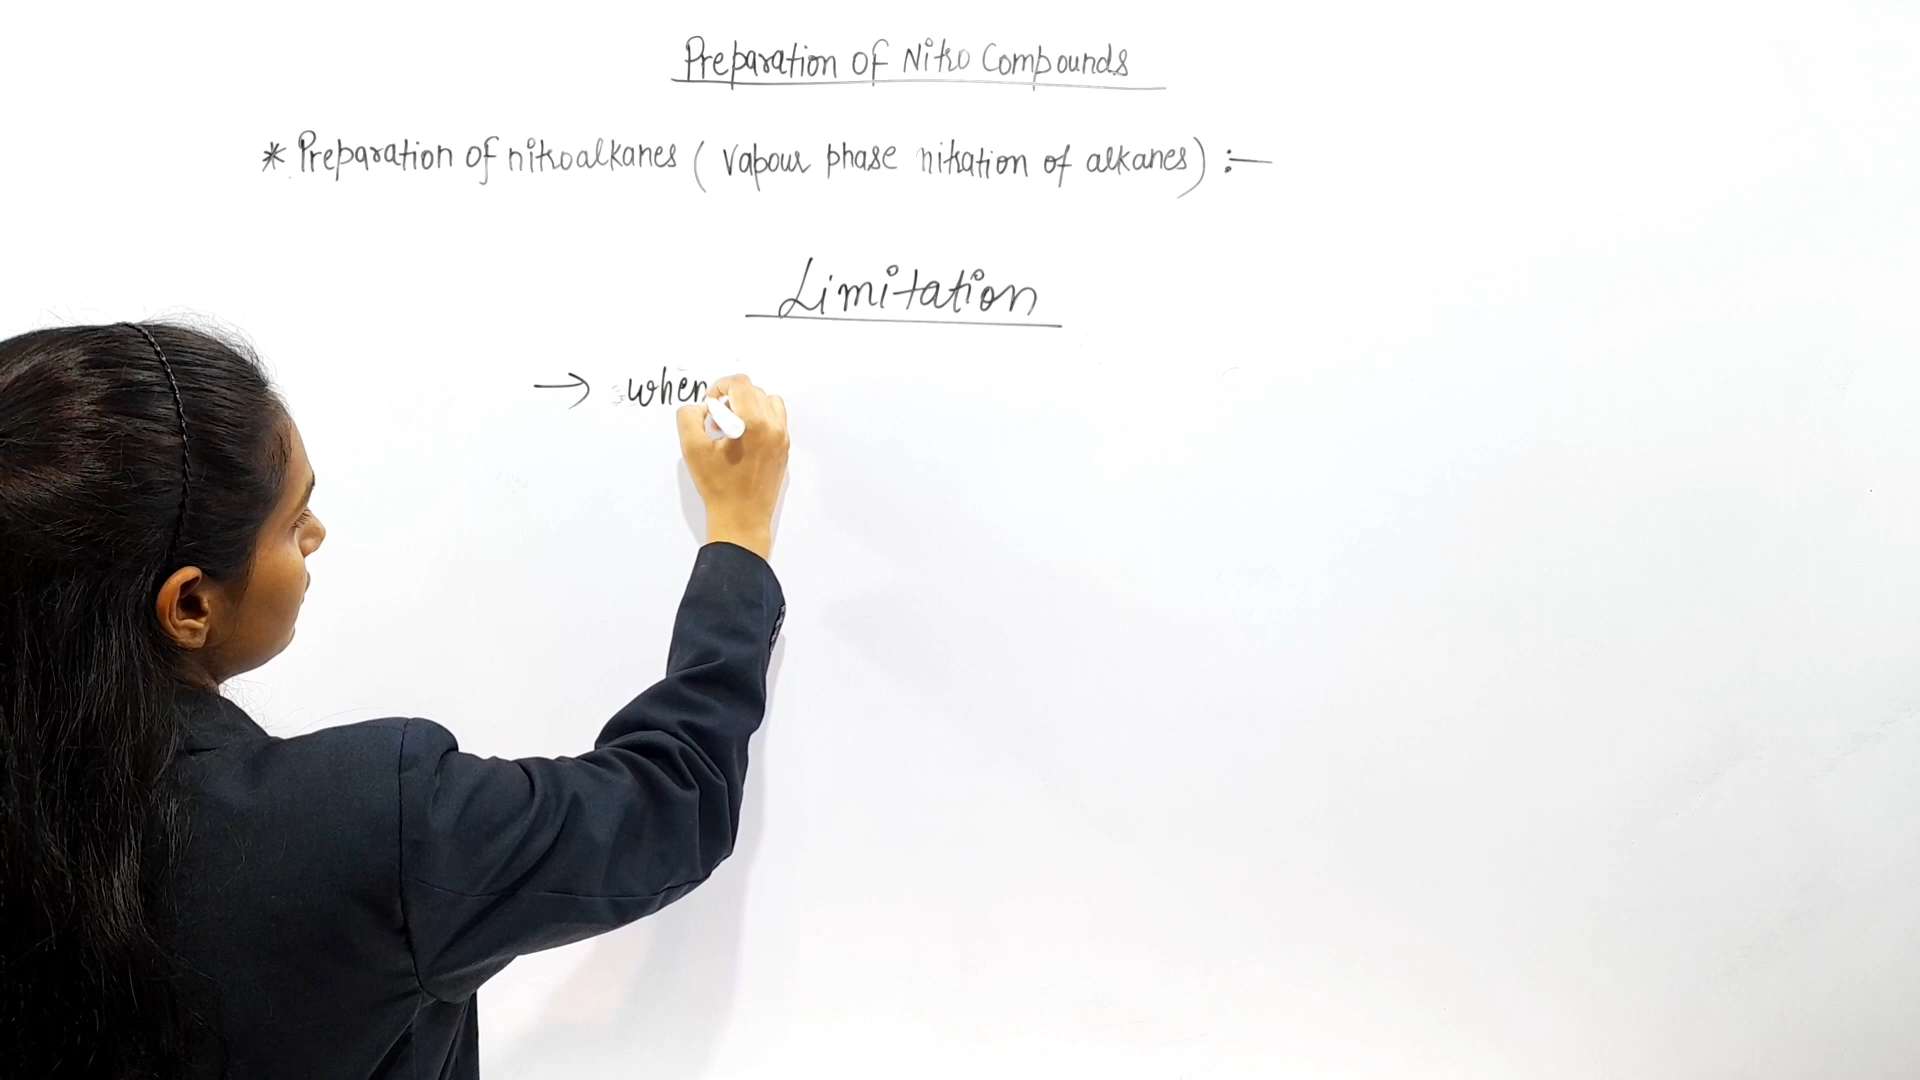 Preparation of Nitro Compounds
* Preparation of nitroalkanes ( Vapour phase nitration of alkanes) :-
Limitation
→ when